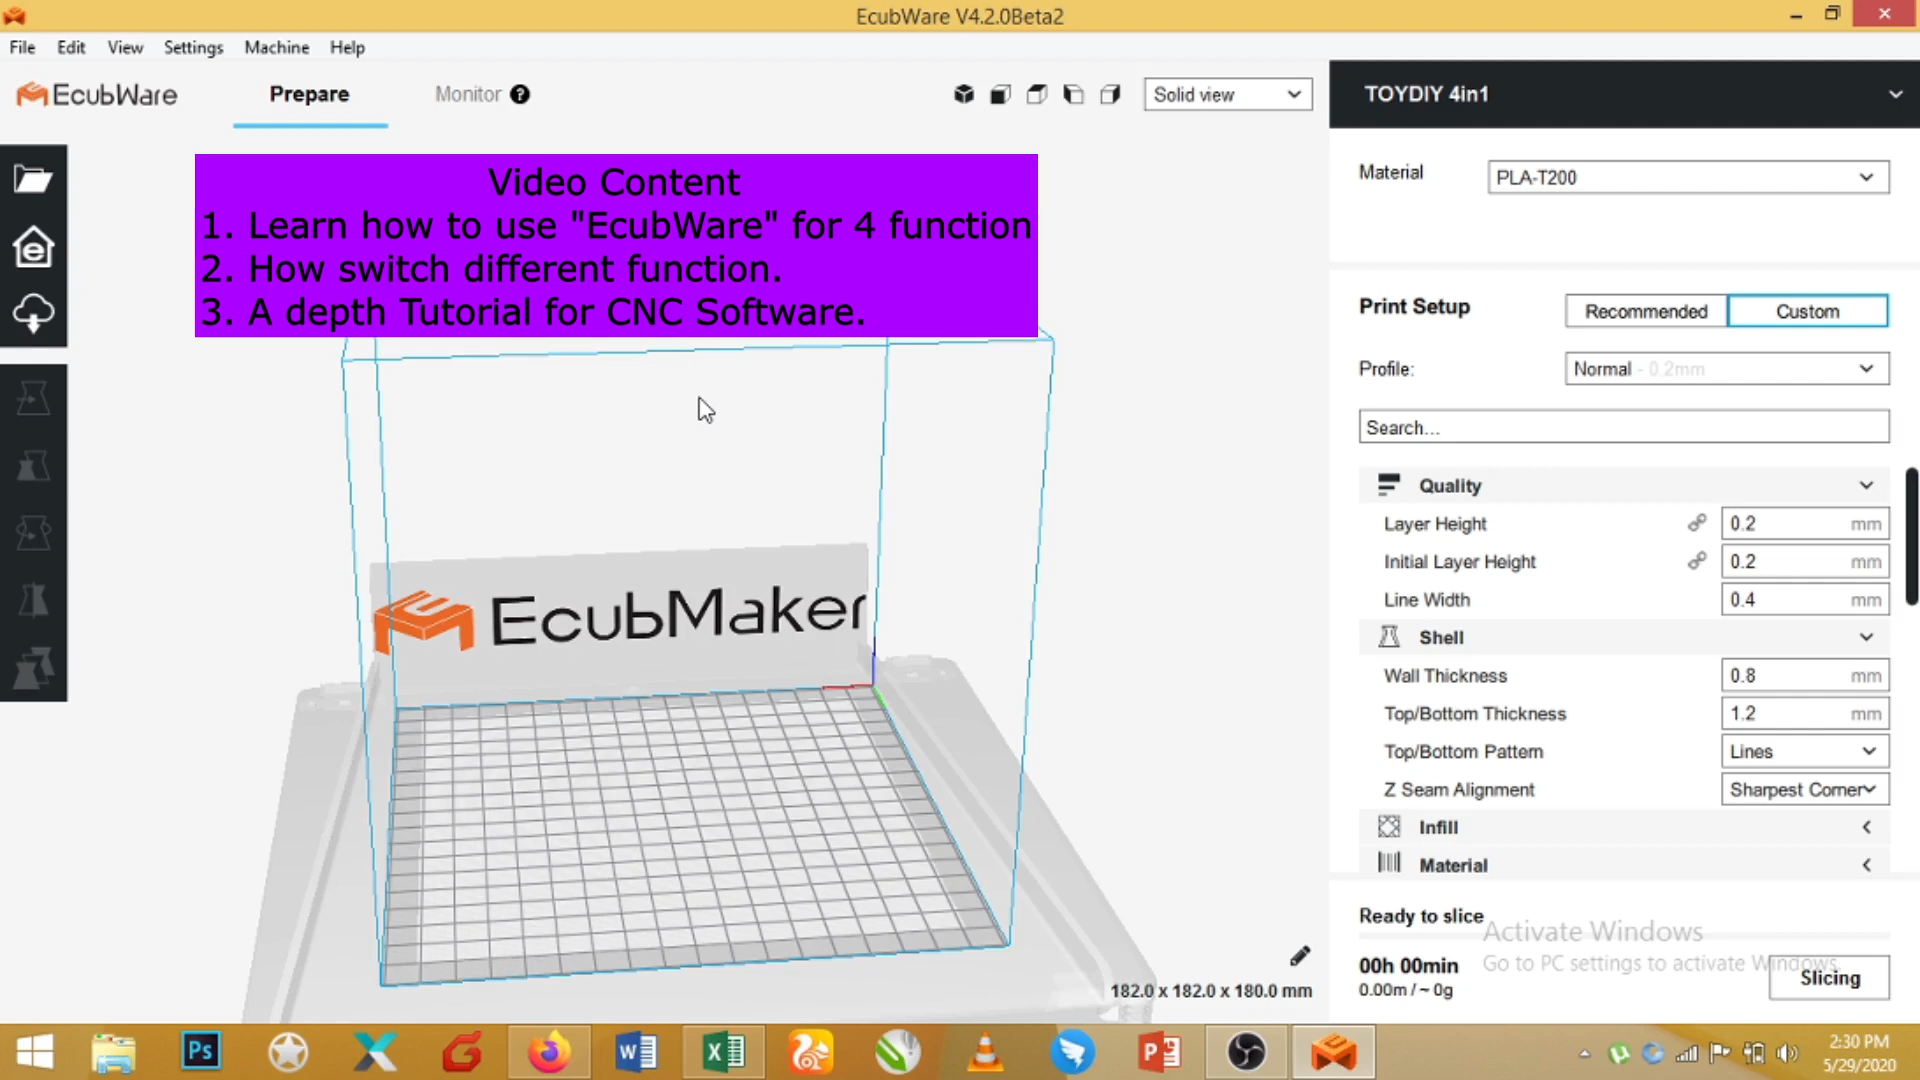 EcubWare V4.2.0Beta2
File Edit View Settings Machine Help
EcubWare
Prepare
Monitor ?
Solid view
TOYDIY 4in1
Material
PLA-T200
Video Content
1. Learn how to use "EcubWare" for 4 function
2. How switch different function.
3. A depth Tutorial for CNC Software.
Print Setup
Recommended
Custom
Profile:
Normal - 0.2mm
Search...
Quality
Layer Height 0.2 mm
Initial Layer Height 0.2 mm
Line Width 0.4 mm
Shell
Wall Thickness 0.8 mm
Top/Bottom Thickness 1.2 mm
Top/Bottom Pattern Lines
Z Seam Alignment Sharpest Corner
Infill
Material
EcubMaker
Ready to slice
Activate Windows
Go to PC settings to activate Windows.
00h 00min
0.00m / ~ 0g
Slicing
182.0 x 182.0 x 180.0 mm
Ps
2:30 PM
5/29/2020